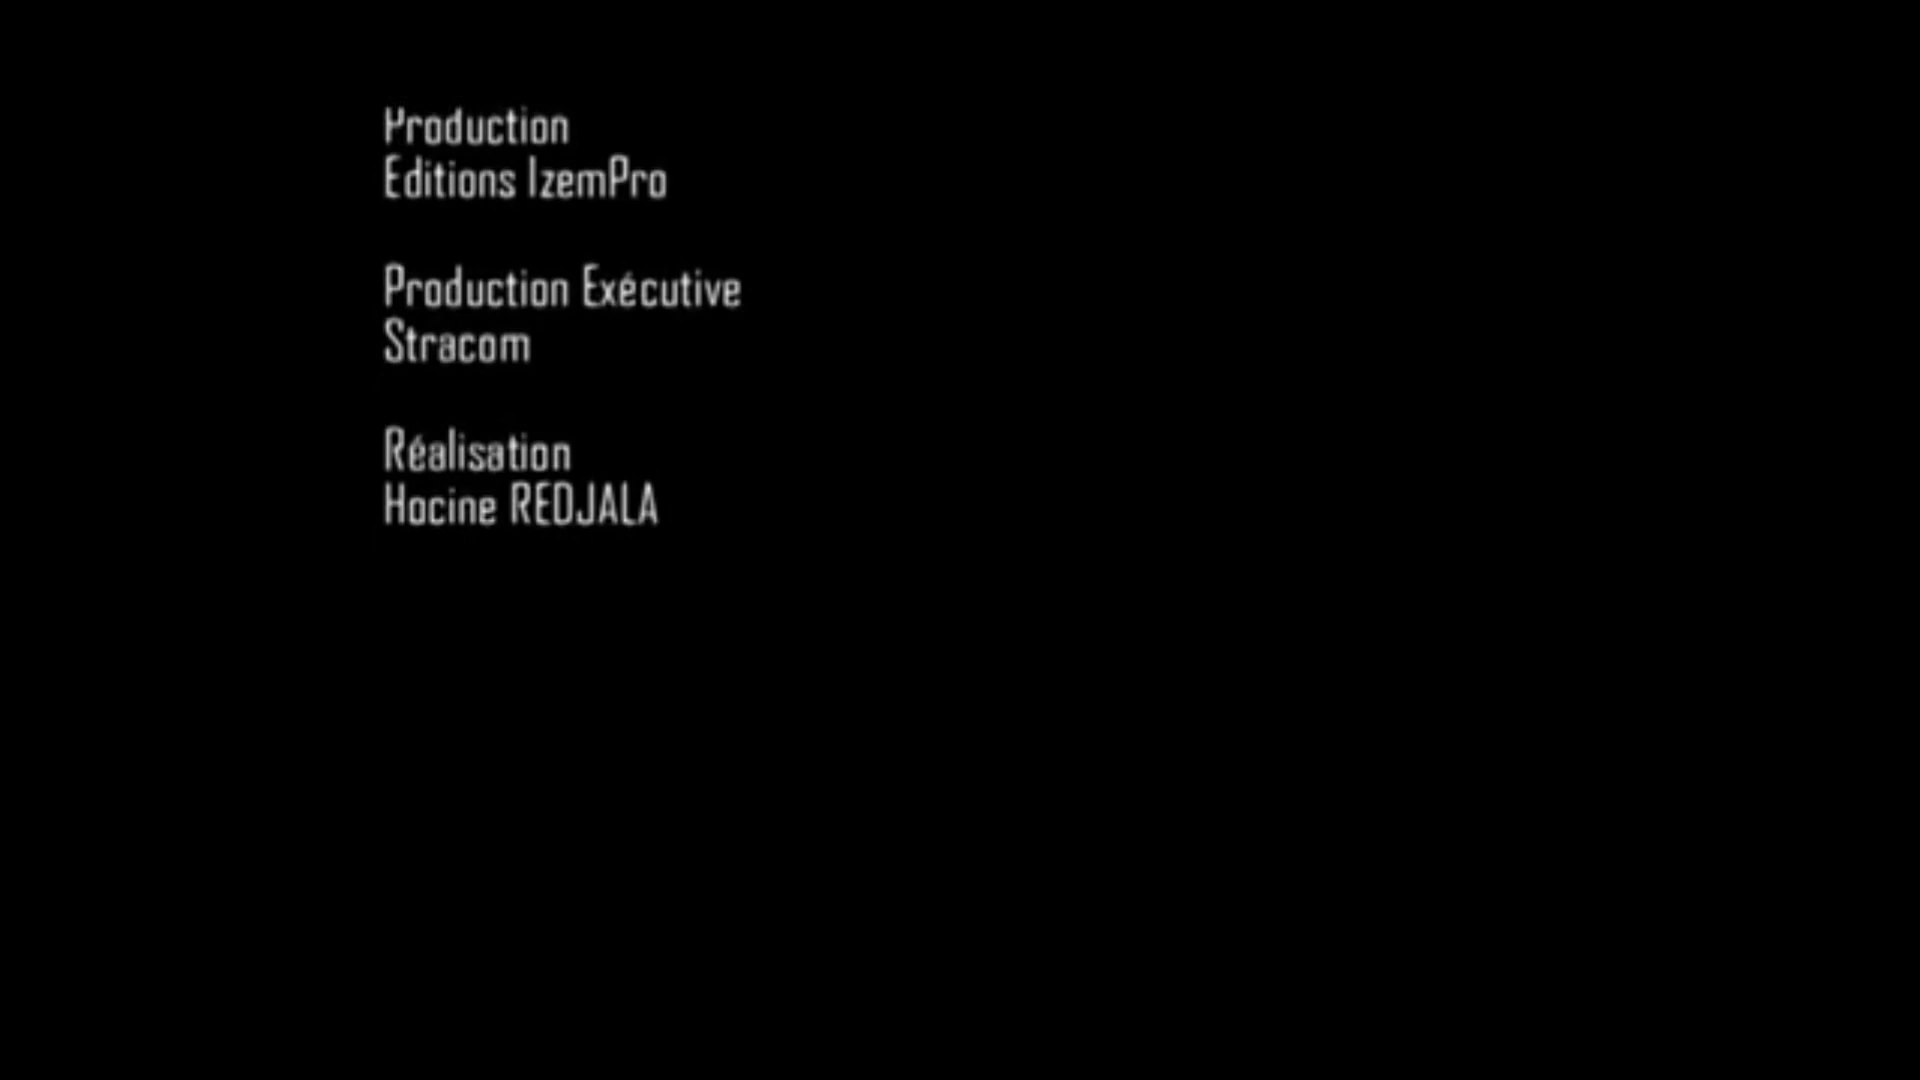 Production
Editions IzemPro
Production Exécutive
Stracom
Réalisation
Hocine REDJALA